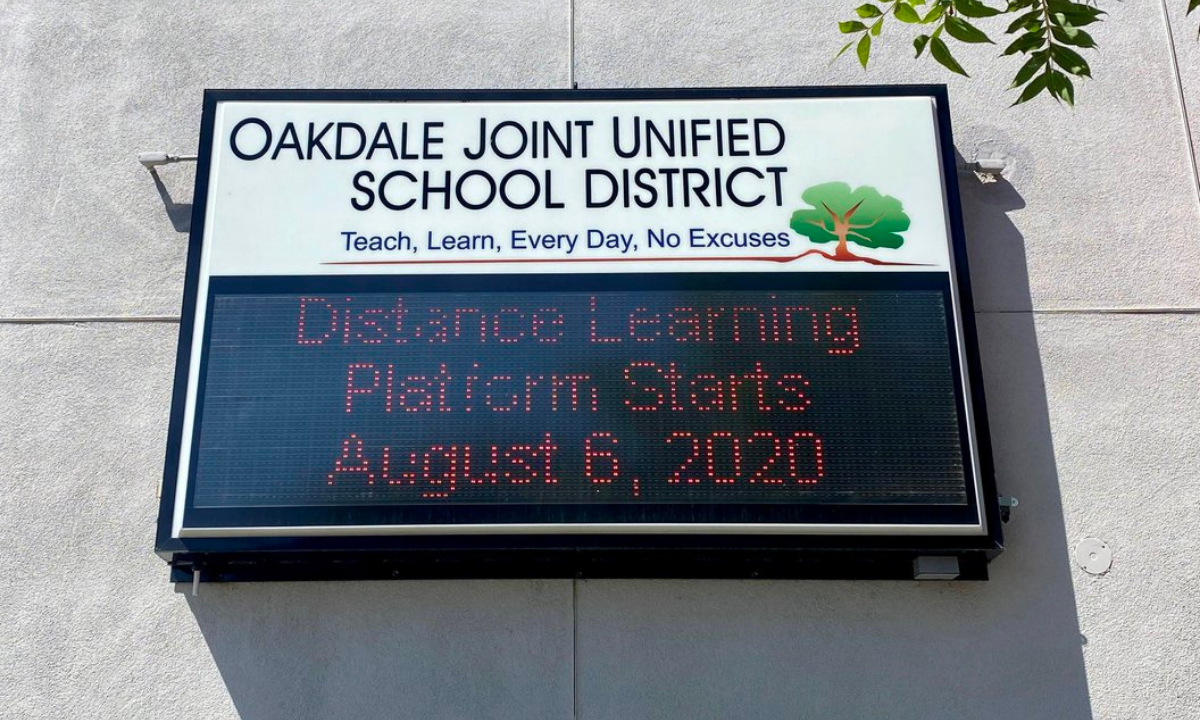 OAKDALE JOINT UNIFIED
SCHOOL DISTRICT
Teach, Learn, Every Day, No Excuses
Distance Learning
Platform Starts
August 6, 2020